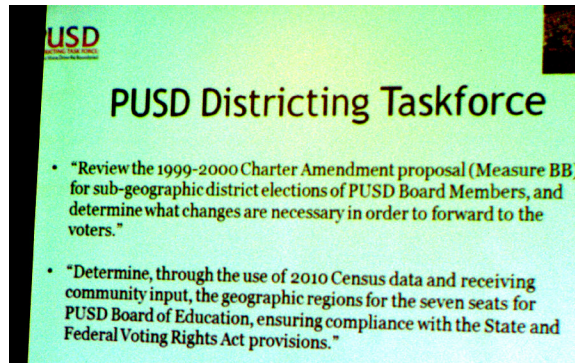 PUSD
DISTRICTING TASK FORCE
PUSD Districting Taskforce
• “Review the 1999-2000 Charter Amendment proposal (Measure BB)
for sub-geographic district elections of PUSD Board Members, and
determine what changes are necessary in order to forward to the
voters.”
• “Determine, through the use of 2010 Census data and receiving
community input, the geographic regions for the seven seats for
PUSD Board of Education, ensuring compliance with the State and
Federal Voting Rights Act provisions.”